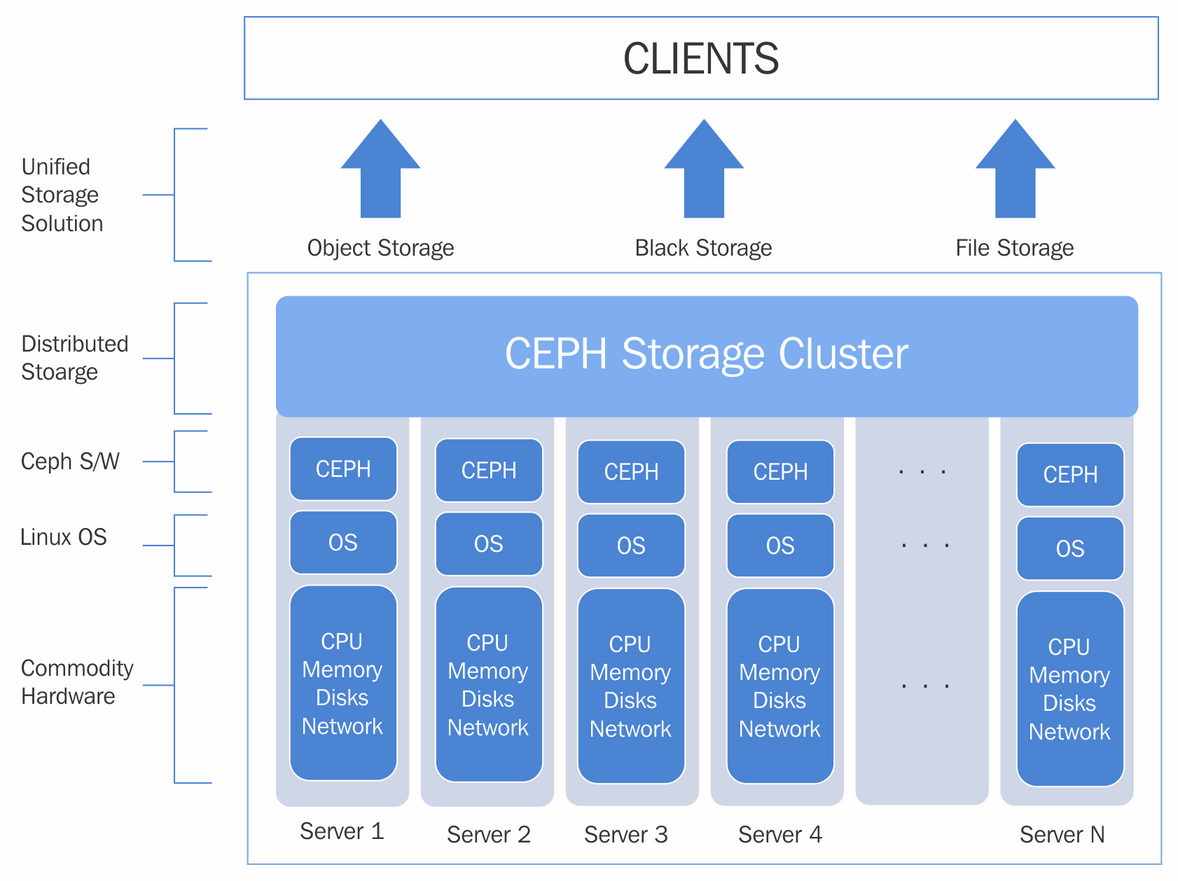 CLIENTS
Unified
Storage
Solution
Object Storage
Black Storage
File Storage
Distributed
Stoarge
CEPH Storage Cluster
Ceph S/W
CEPH
CEPH
CEPH
CEPH
. . .
CEPH
Linux OS
OS
OS
OS
OS
. . .
OS
Commodity
Hardware
CPU
Memory
Disks
Network
CPU
Memory
Disks
Network
CPU
Memory
Disks
Network
CPU
Memory
Disks
Network
. . .
CPU
Memory
Disks
Network
Server 1
Server 2
Server 3
Server 4
Server N